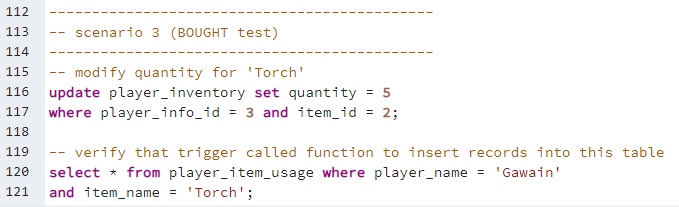 112 --------------------------------------------
113 -- scenario 3 (BOUGHT test)
114 --------------------------------------------
115 -- modify quantity for 'Torch'
116 update player_inventory set quantity = 5
117 where player_info_id = 3 and item_id = 2;
118
119 -- verify that trigger called function to insert records into this table
120 select * from player_item_usage where player_name = 'Gawain'
121 and item_name = 'Torch';